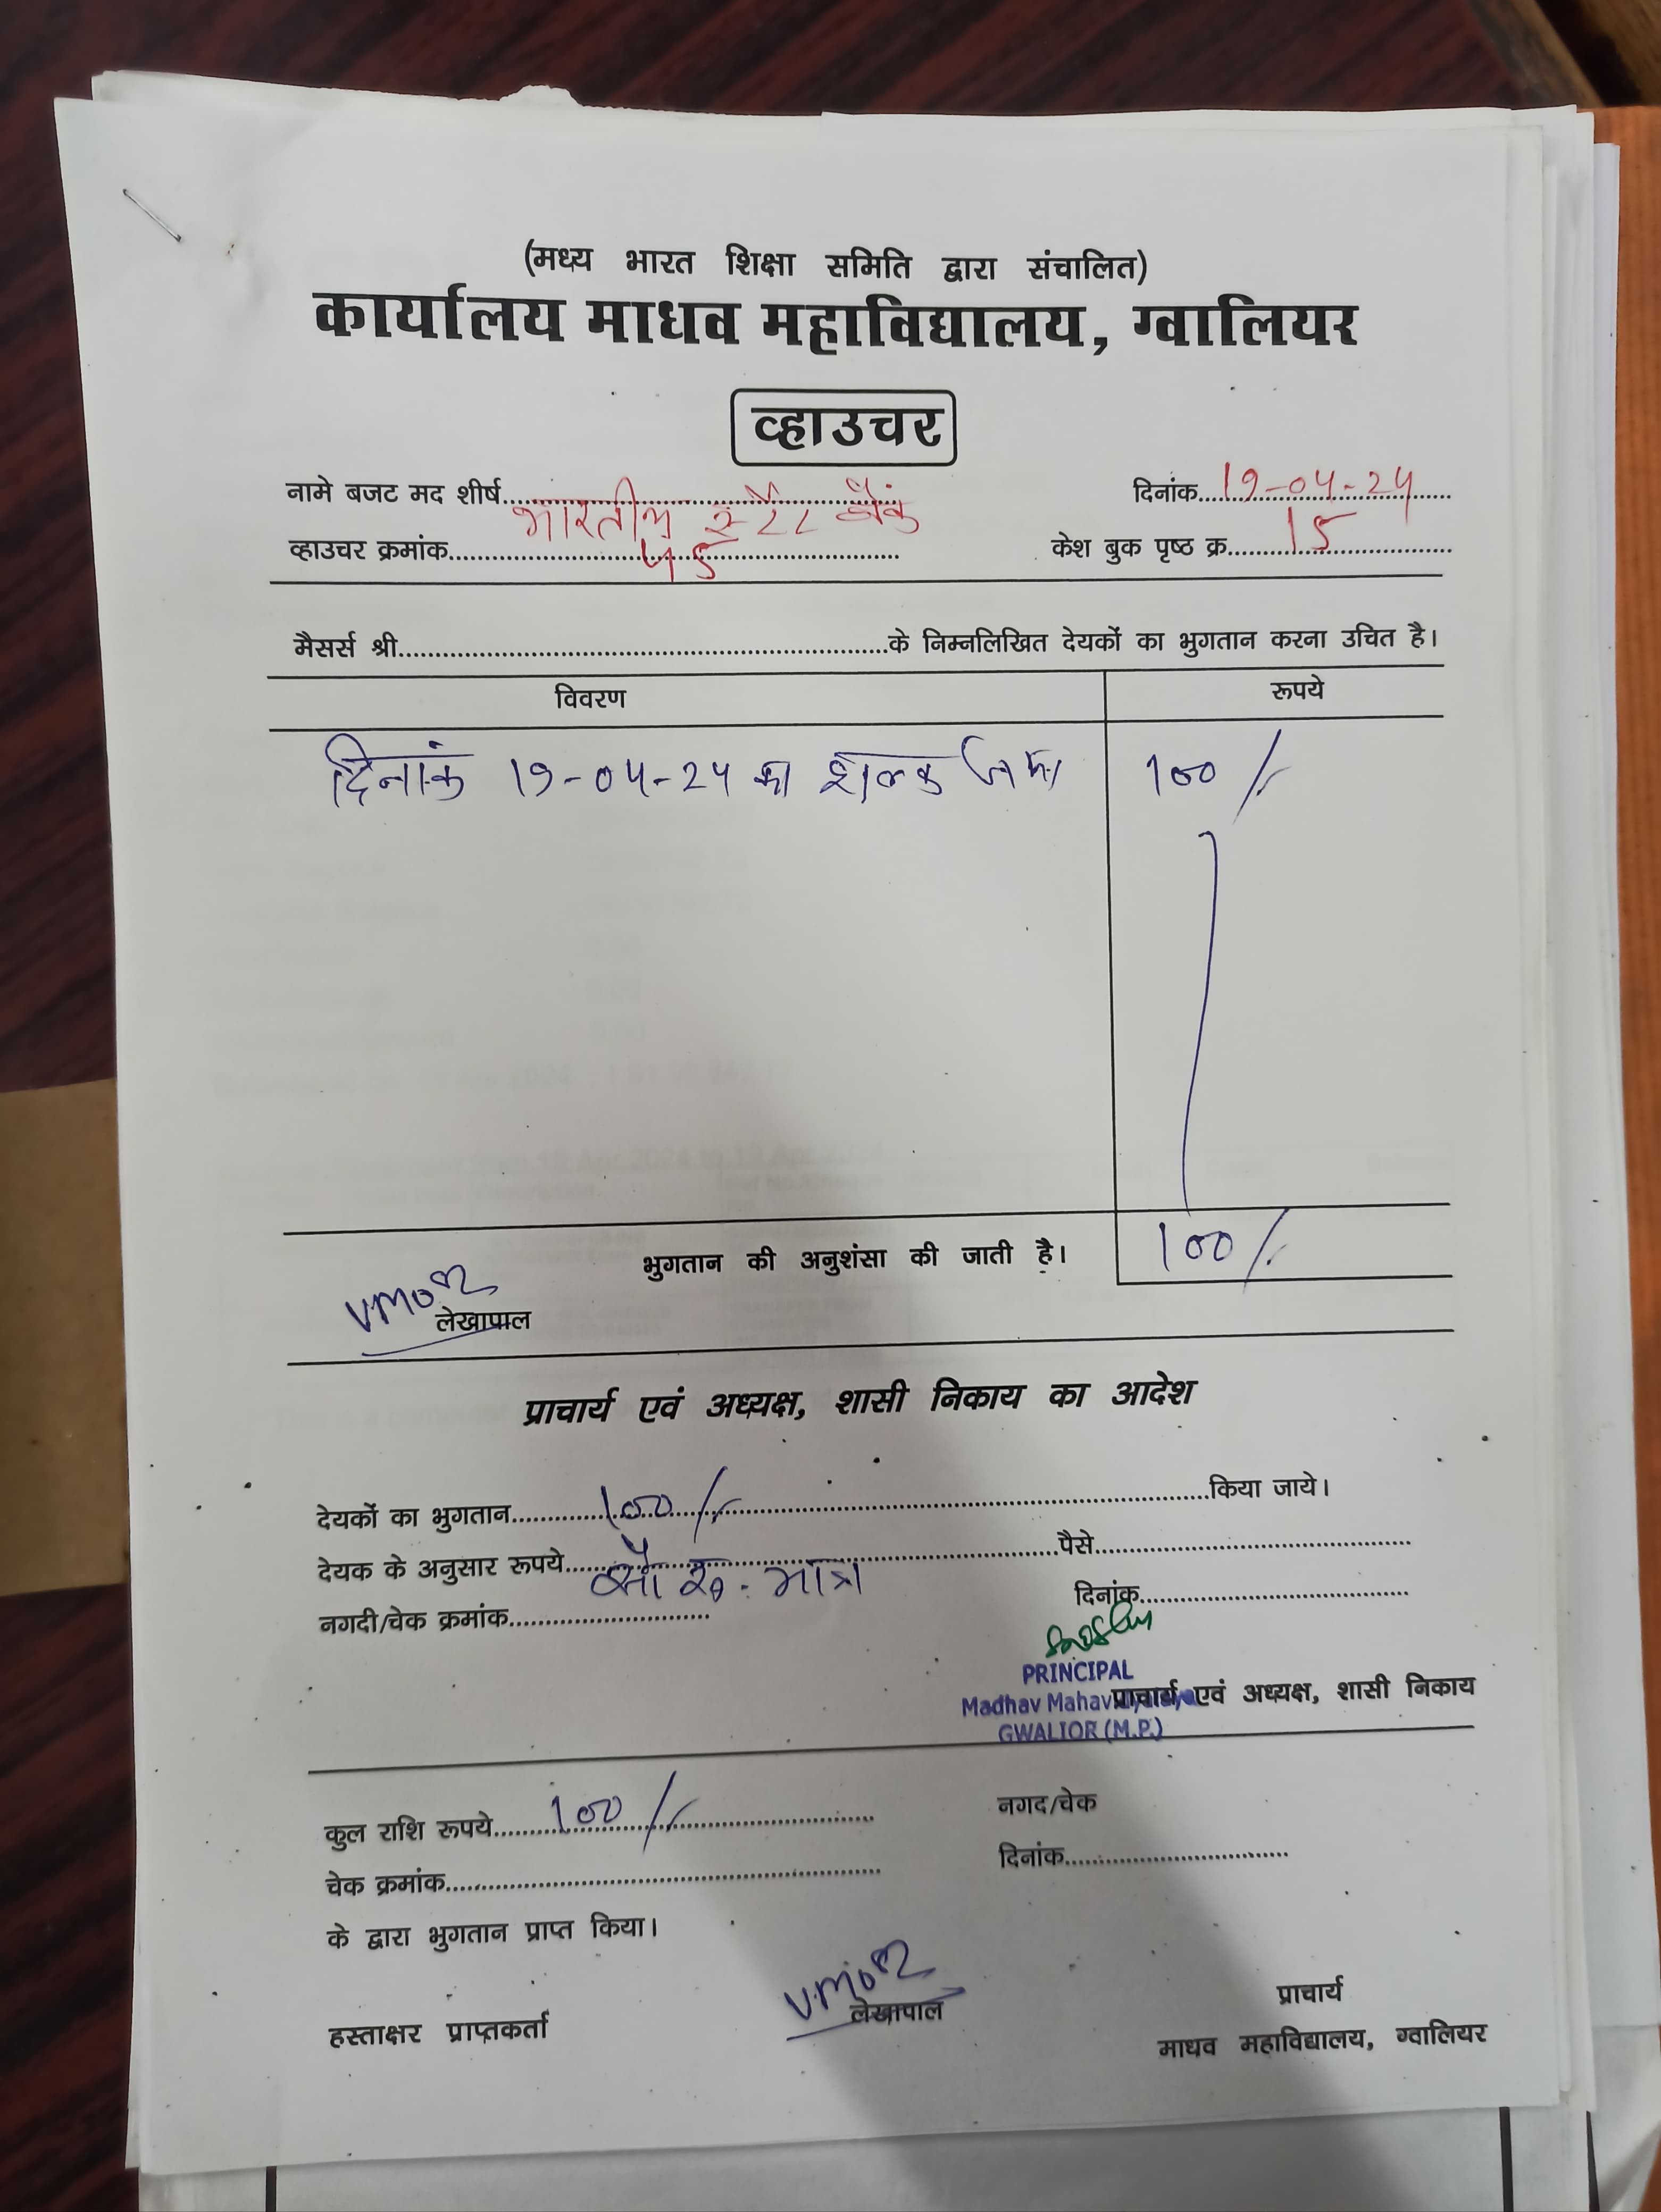 (मध्य भारत शिक्षा समिति द्वारा संचालित)
कार्यालय माधव महाविद्यालय, ग्वालियर
व्हाउचर
नामे बजट मद शीर्ष.......भारतीय स्टेट बैंक दिनांक....19-04-24
व्हाउचर क्रमांक.......45....... केश बुक पृष्ठ क्र.......15.......
मैसर्स श्री.......के निम्नलिखित देयकों का भुगतान करना उचित है।
विवरण रूपये
दिनांक 19-04-24 का शुल्क जमा 100/-
भुगतान की अनुशंसा की जाती है। 100/-
लेखापाल
प्राचार्य एवं अध्यक्ष, शासी निकाय का आदेश
देयकों का भुगतान.......100/-.......किया जाये।
देयक के अनुसार रूपये.......सौ रू. मात्र.......पैसे.......
नगदी/चेक क्रमांक....... दिनांक.......
PRINCIPAL
Madhav Mahavidyalaya प्राचार्य एवं अध्यक्ष, शासी निकाय
GWALIOR (M.P.)
कुल राशि रूपये.......100/-....... नगद/चेक
चेक क्रमांक....... दिनांक.......
के द्वारा भुगतान प्राप्त किया।
हस्ताक्षर प्राप्तकर्ता लेखापाल प्राचार्य
माधव महाविद्यालय, ग्वालियर